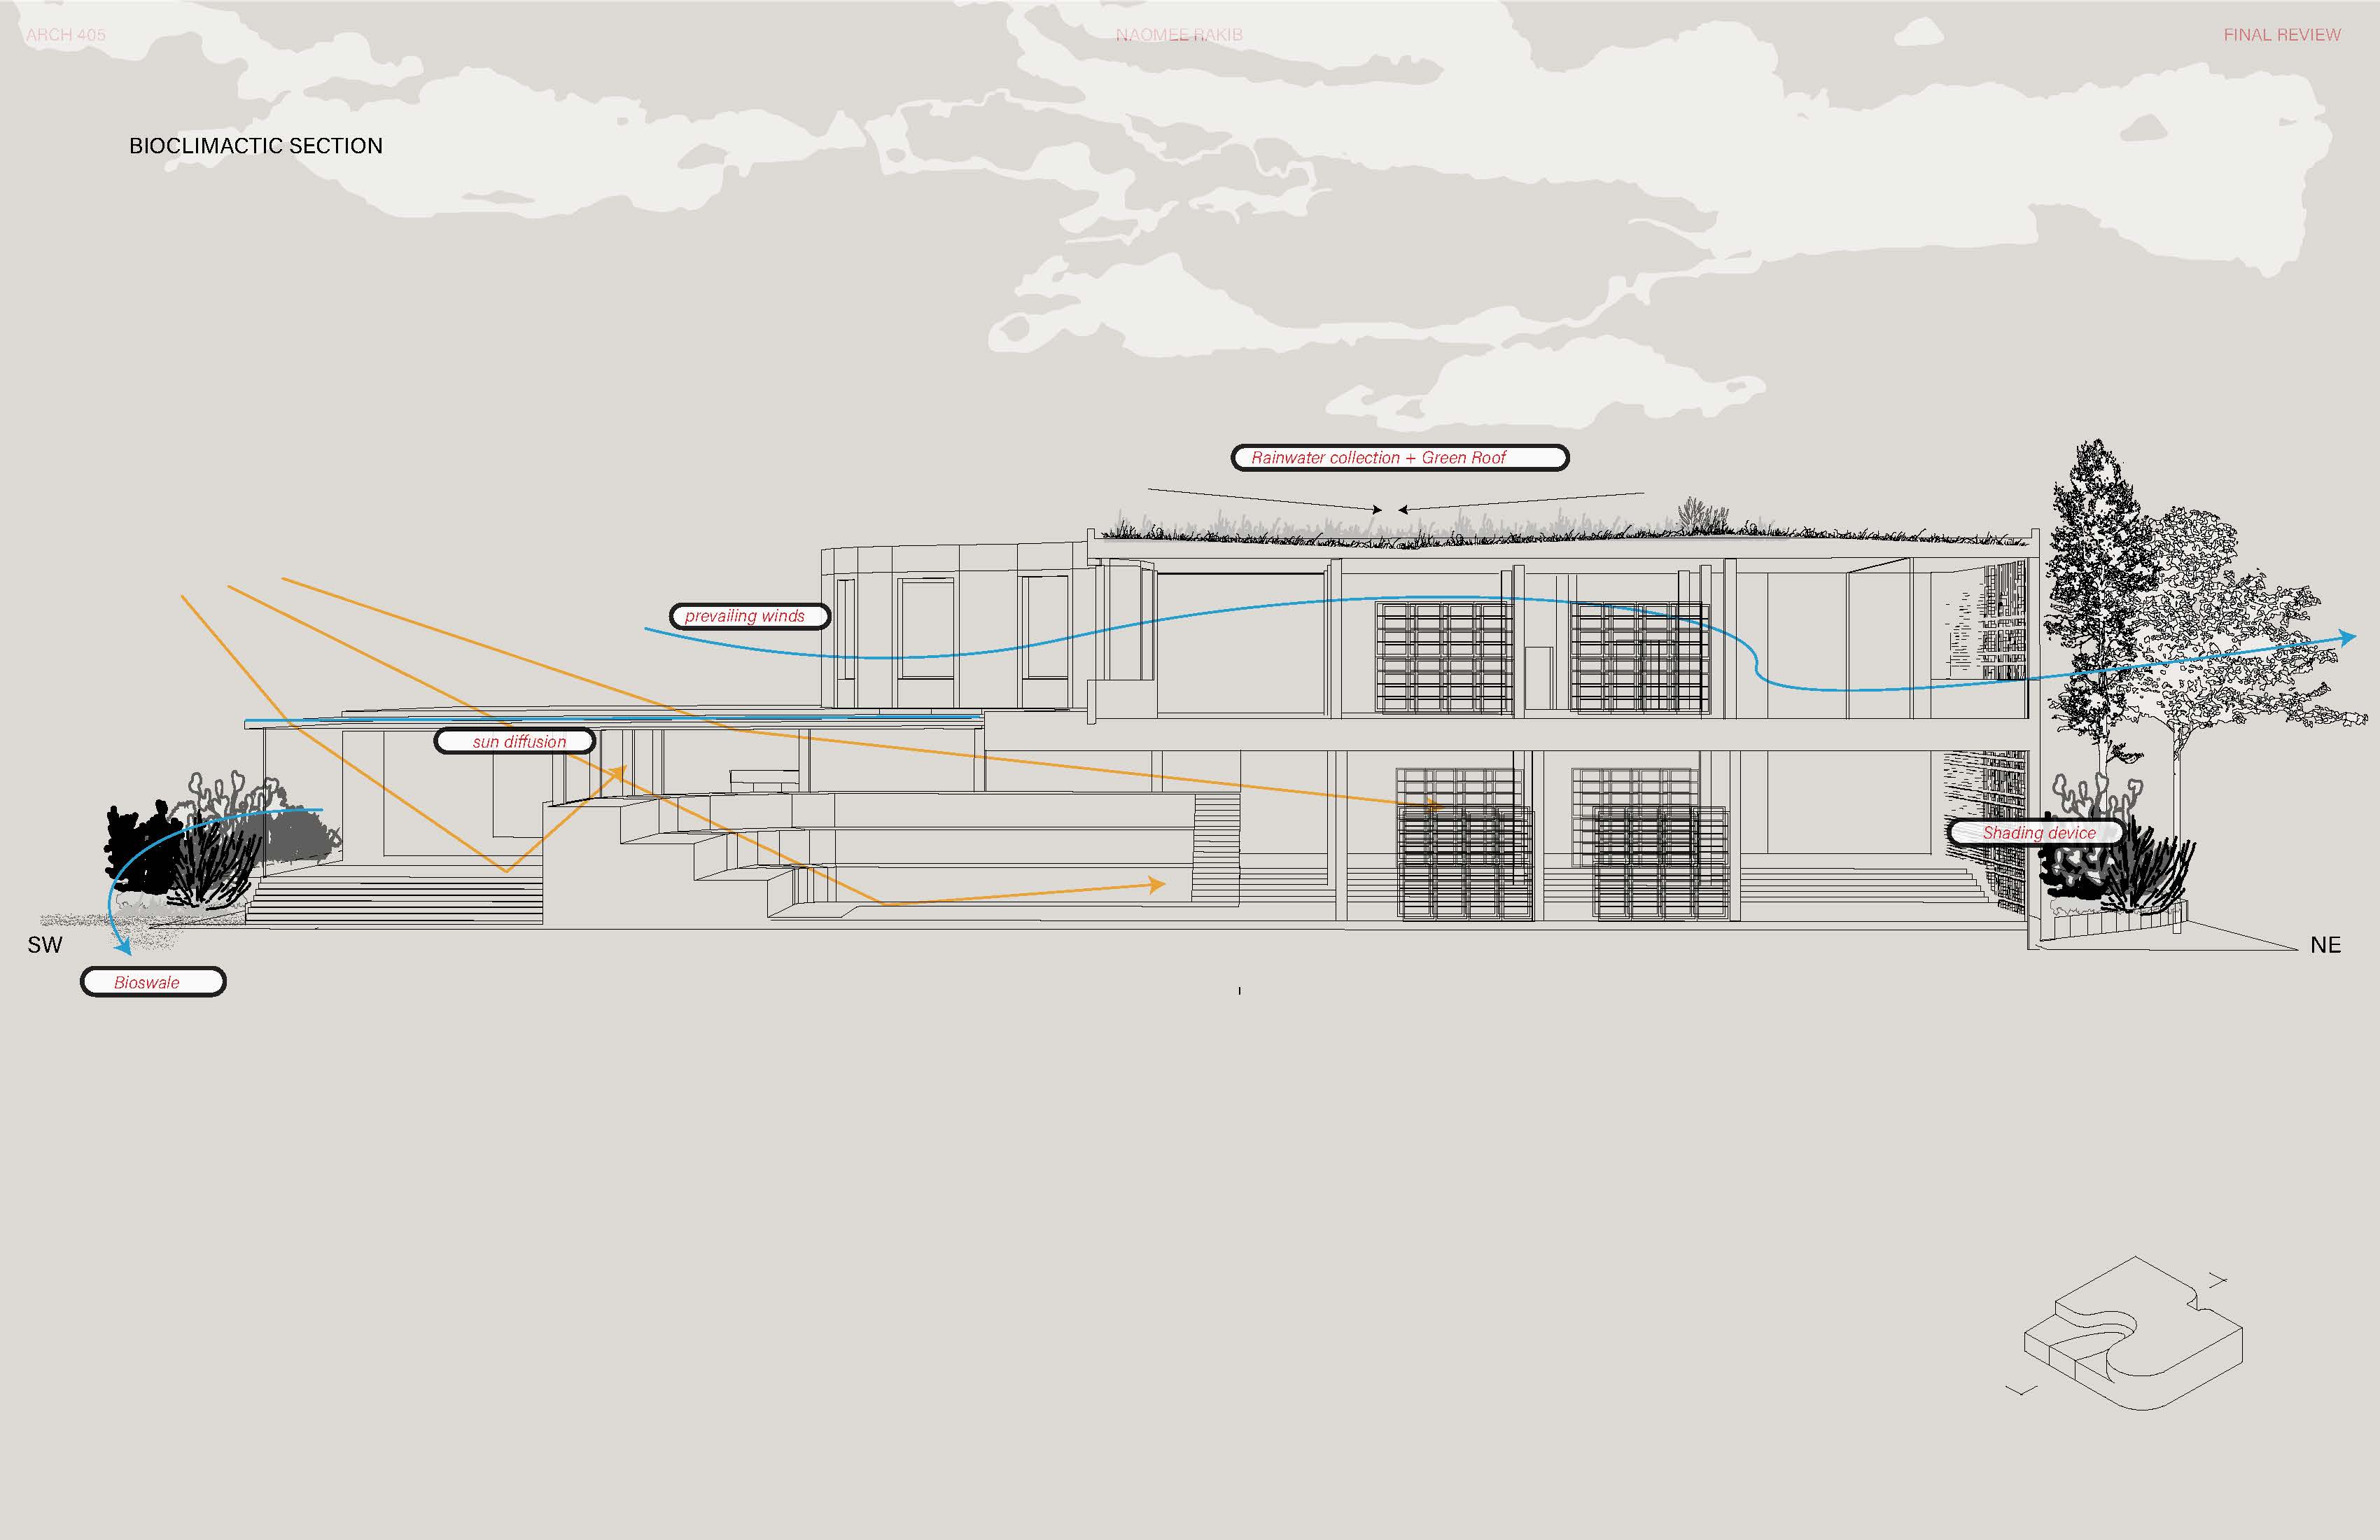 ARCH 405
NAOMEE RAKIB
FINAL REVIEW
BIOCLIMACTIC SECTION
Rainwater collection + Green Roof
prevailing winds
sun diffusion
Shading device
SW
NE
Bioswale